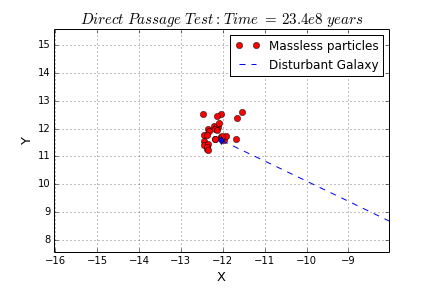 Direct Passage Test: Time = 23.4e8 years
Massless particles
Disturbant Galaxy
Y
15
14
13
12
11
10
9
8
−16 −15 −14 −13 −12 −11 −10 −9
X